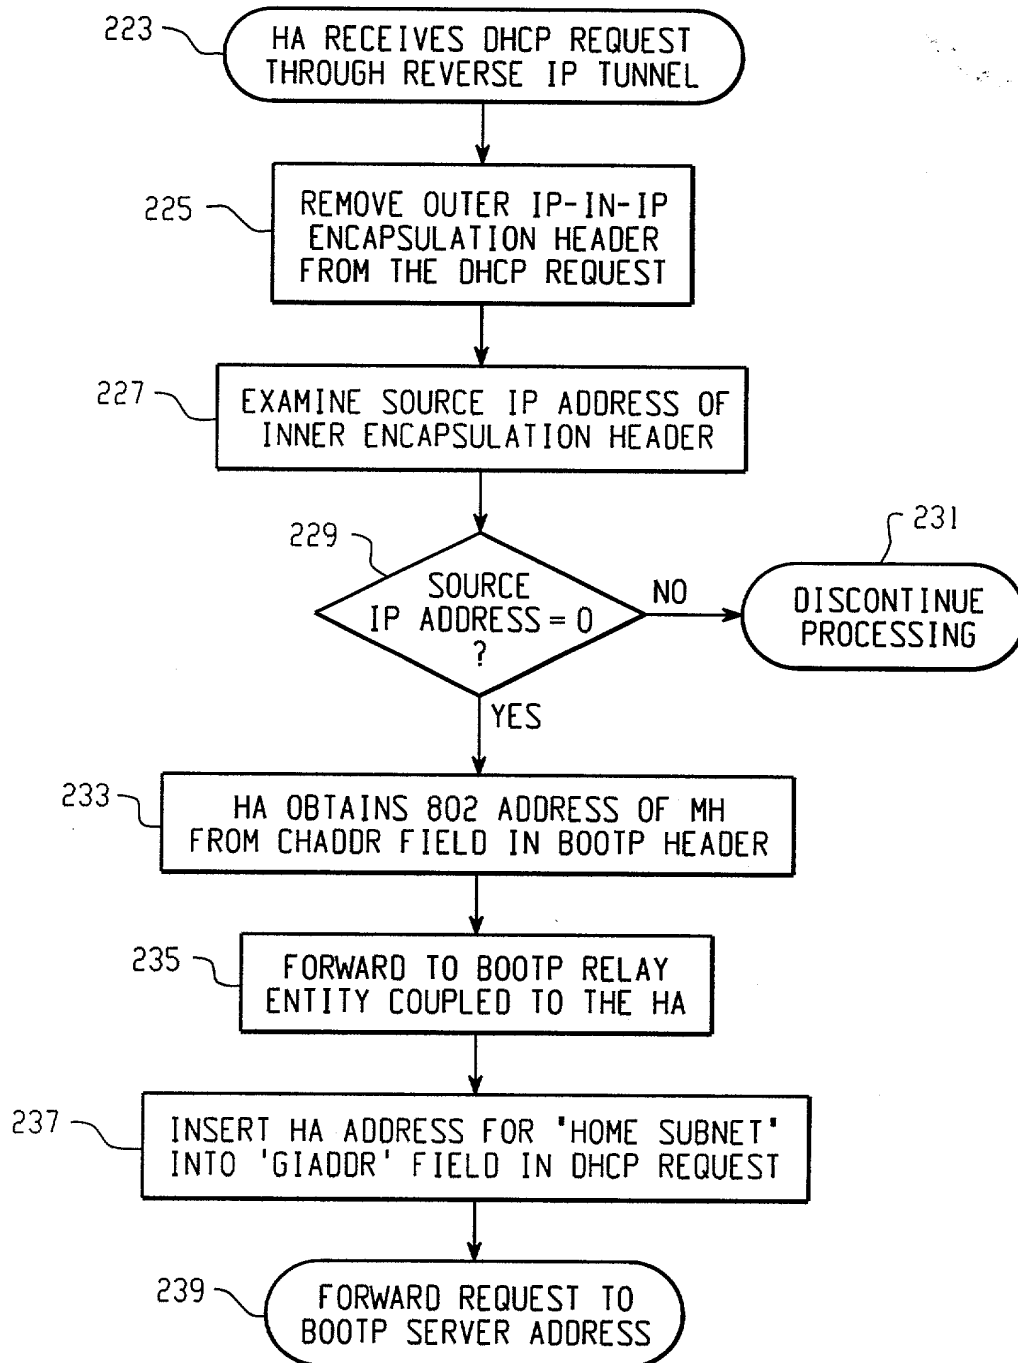 223
HA RECEIVES DHCP REQUEST
THROUGH REVERSE IP TUNNEL
225
REMOVE OUTER IP-IN-IP
ENCAPSULATION HEADER
FROM THE DHCP REQUEST
227
EXAMINE SOURCE IP ADDRESS OF
INNER ENCAPSULATION HEADER
229
SOURCE
IP ADDRESS = 0
?
NO
231
DISCONTINUE
PROCESSING
YES
233
HA OBTAINS 802 ADDRESS OF MH
FROM CHADDR FIELD IN BOOTP HEADER
235
FORWARD TO BOOTP RELAY
ENTITY COUPLED TO THE HA
237
INSERT HA ADDRESS FOR 'HOME SUBNET'
INTO 'GIADDR' FIELD IN DHCP REQUEST
239
FORWARD REQUEST TO
BOOTP SERVER ADDRESS